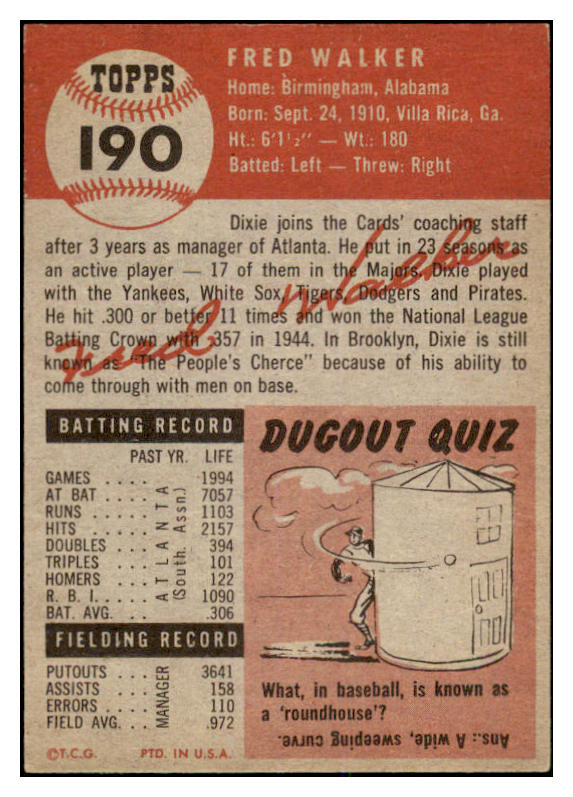 TOPPS
190
FRED WALKER
Home: Birmingham, Alabama
Born: Sept. 24, 1910, Villa Rica, Ga.
Ht.: 6'1½" — Wt.: 180
Batted: Left — Threw: Right
Dixie joins the Cards' coaching staff
after 3 years as manager of Atlanta. He put in 23 seasons as
an active player — 17 of them in the Majors. Dixie played
with the Yankees, White Sox, Tigers, Dodgers and Pirates.
He hit .300 or better 11 times and won the National League
Batting Crown with .357 in 1944. In Brooklyn, Dixie is still
known as "The People's Cherce" because of his ability to
come through with men on base.
Fred Walker
BATTING RECORD
PAST YR. LIFE
GAMES . . . . 1994
AT BAT . . . . 7057
RUNS . . . . 1103
HITS . . . . . 2157
DOUBLES . . . 394
TRIPLES . . . 101
HOMERS . . . 122
R. B. I. . . . . 1090
BAT. AVG. . . .306
ATLANTA
(South. Assn.)
FIELDING RECORD
PUTOUTS . . . 3641
ASSISTS . . . 158
ERRORS . . . . 110
FIELD AVG. . . .972
MANAGER
©T.C.G. PTD. IN U.S.A.
DUGOUT QUIZ
What, in baseball, is known as
a 'roundhouse'?
Ans.: A wide, sweeping curve.